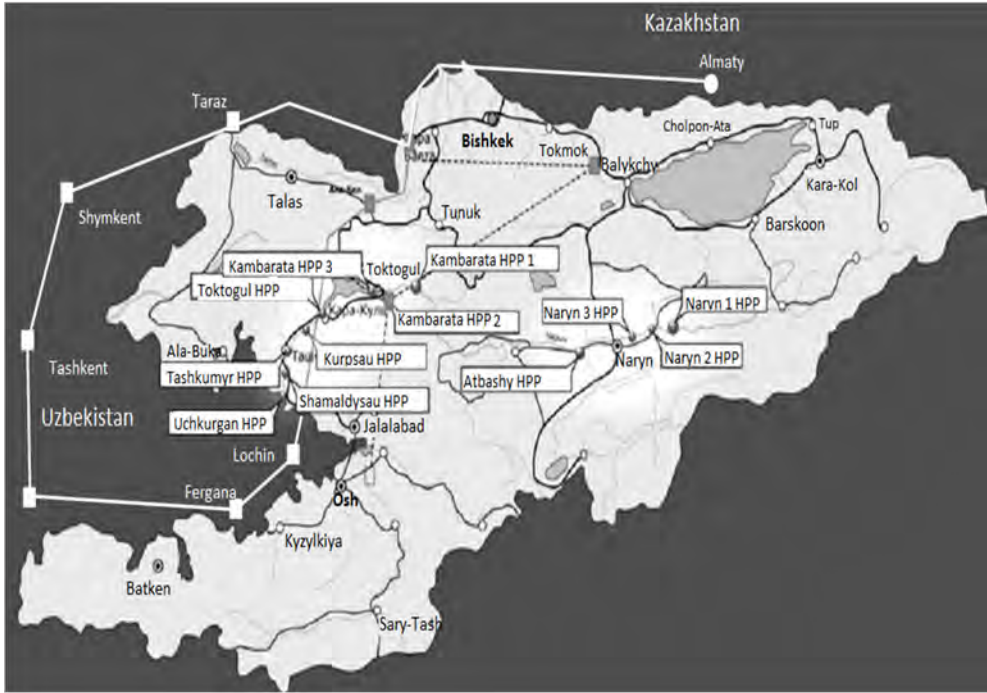 Kazakhstan
Almaty
Taraz
Bishkek
Tokmok
Cholpon-Ata
Tup
Balykchy
Kara-Kol
Talas
Shymkent
Tunuk
Barskoon
Kambarata HPP 3
Toktogul
Kambarata HPP 1
Toktogul HPP
Kambarata HPP 2
Naryn 3 HPP
Naryn 1 HPP
Ala-Buka
Kurpsau HPP
Naryn
Naryn 2 HPP
Tashkent
Tashkumyr HPP
Atbashy HPP
Uzbekistan
Shamaldysau HPP
Uchkurgan HPP
Jalalabad
Lochin
Fergana
Osh
Kyzylkiya
Batken
Sary-Tash